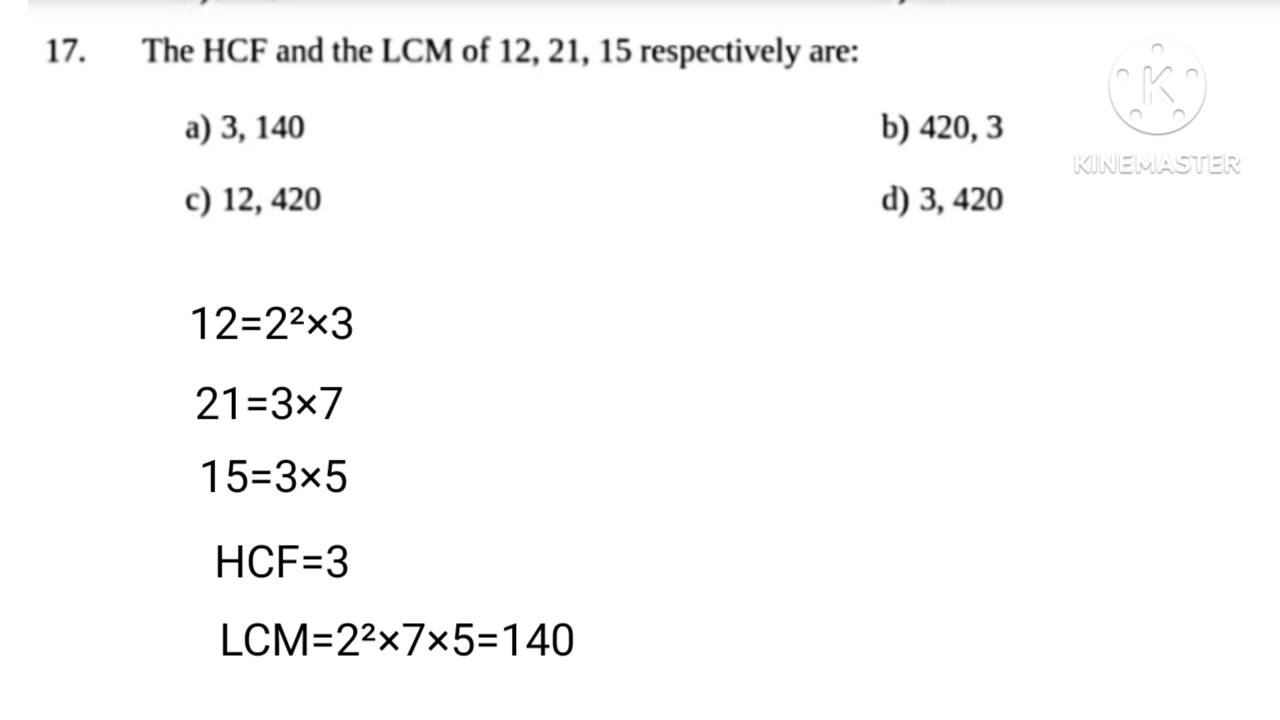 17. The HCF and the LCM of 12, 21, 15 respectively are:
a) 3, 140 b) 420, 3
c) 12, 420 d) 3, 420
KINEMASTER
12=2²×3
21=3×7
15=3×5
HCF=3
LCM=2²×7×5=140